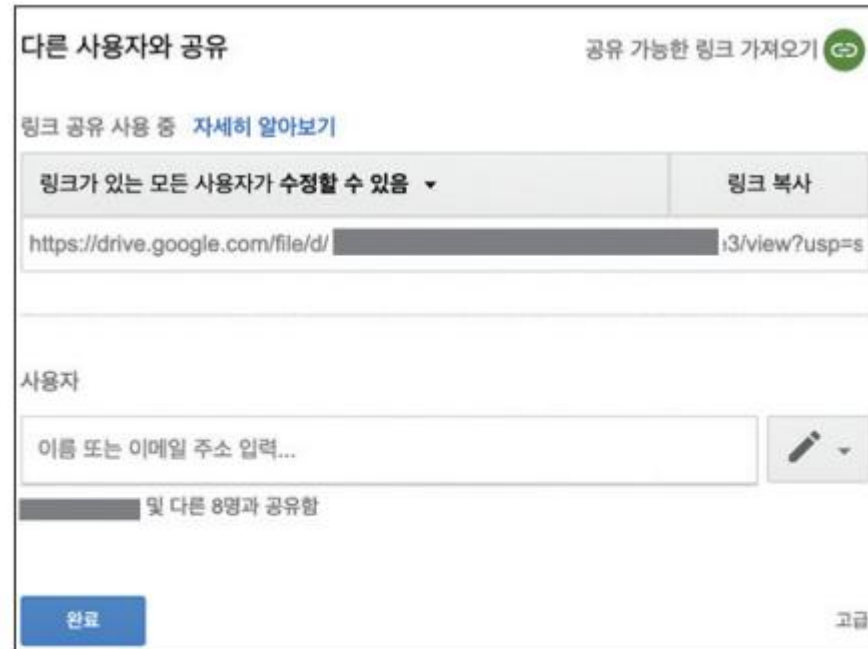 다른 사용자와 공유
공유 가능한 링크 가져오기
링크 공유 사용 중 자세히 알아보기
링크가 있는 모든 사용자가 수정할 수 있음
링크 복사
https://drive.google.com/file/d/ 3/view?usp=s
사용자
이름 또는 이메일 주소 입력...
및 다른 8명과 공유함
완료
고급